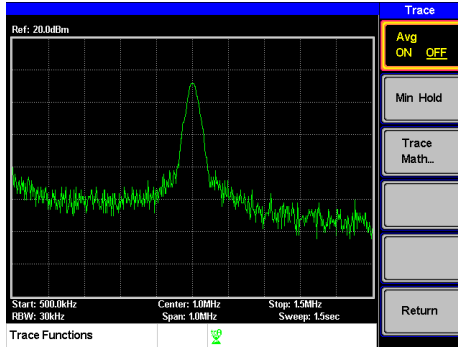 Trace
Ref: 20.0dBm
Avg
ON OFF
Min Hold
Trace
Math...
Start: 500.0kHz Center: 1.0MHz Stop: 1.5MHz
RBW: 30kHz Span: 1.0MHz Sweep: 1.5sec
Return
Trace Functions